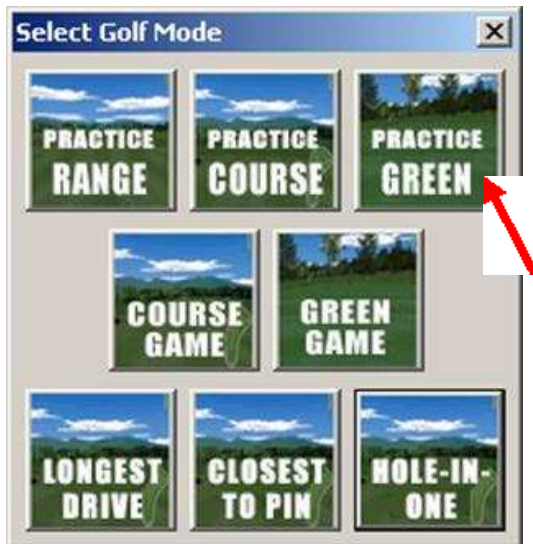 Select Golf Mode
PRACTICE
RANGE
PRACTICE
COURSE
PRACTICE
GREEN
COURSE
GAME
GREEN
GAME
LONGEST
DRIVE
CLOSEST
TO PIN
HOLE-IN-
ONE